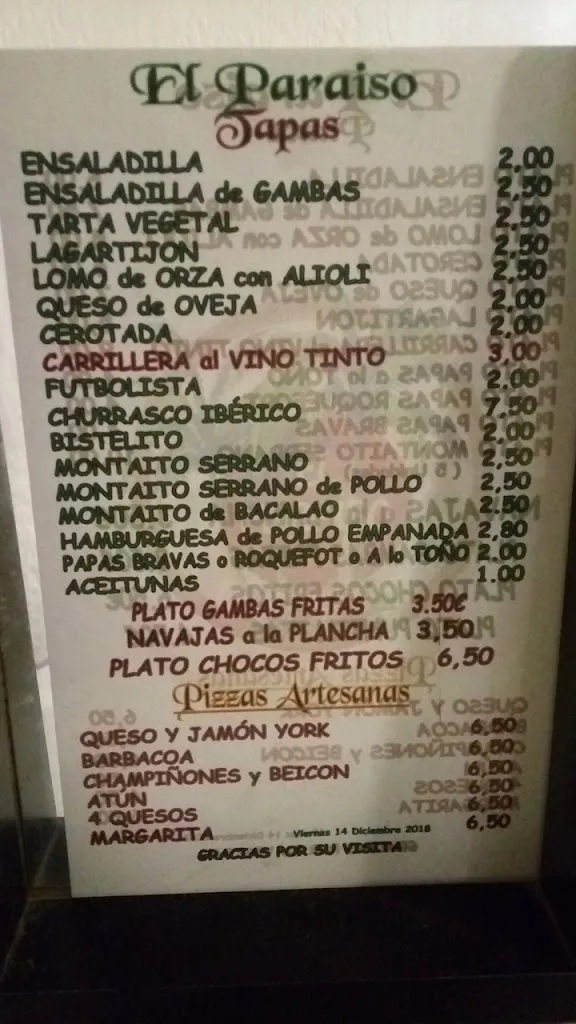 El Paraiso
Tapas
ENSALADILLA 2.00
ENSALADILLA de GAMBAS 2.50
TARTA VEGETAL 2.50
LAGARTIJON 2.50
LOMO de ORZA con ALIOLI 2.50
QUESO de OVEJA 2.00
CEROTADA 2.00
CARRILLERA al VINO TINTO 3,00
FUTBOLISTA 2.00
CHURRASCO IBÉRICO 7.50
BISTELITO 2.00
MONTAITO SERRANO 2,50
MONTAITO SERRANO de POLLO 2,50
MONTAITO de BACALAO 2.50
HAMBURGUESA de POLLO EMPANADA 2,80
PAPAS BRAVAS o ROQUEFOT o A lo TOÑO 2.00
ACEITUNAS 1.00
PLATO GAMBAS FRITAS 3.50€
NAVAJAS a la PLANCHA 3,50
PLATO CHOCOS FRITOS 6,50
Pizzas Artesanas
QUESO Y JAMÓN YORK 6,50
BARBACOA 6,50
CHAMPIÑONES y BEICON 6,50
ATÚN 6,50
4 QUESOS 6,50
MARGARITA 6,50
Viernes 14 Diciembre 2018
GRACIAS POR SU VISITA